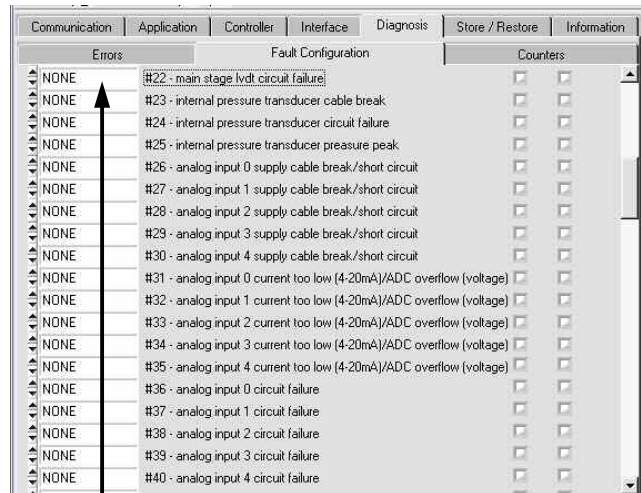 Communication Application Controller Interface Diagnosis Store / Restore Information
Errors Fault Configuration Counters
NONE #22 - main stage lvdt circuit failure
NONE #23 - internal pressure transducer cable break
NONE #24 - internal pressure transducer circuit failure
NONE #25 - internal pressure transducer preasure peak
NONE #26 - analog input 0 supply cable break/short circuit
NONE #27 - analog input 1 supply cable break/short circuit
NONE #28 - analog input 2 supply cable break/short circuit
NONE #29 - analog input 3 supply cable break/short circuit
NONE #30 - analog input 4 supply cable break/short circuit
NONE #31 - analog input 0 current too low (4-20mA)/ADC overflow (voltage)
NONE #32 - analog input 1 current too low (4-20mA)/ADC overflow (voltage)
NONE #33 - analog input 2 current too low (4-20mA)/ADC overflow (voltage)
NONE #34 - analog input 3 current too low (4-20mA)/ADC overflow (voltage)
NONE #35 - analog input 4 current too low (4-20mA)/ADC overflow (voltage)
NONE #36 - analog input 0 circuit failure
NONE #37 - analog input 1 circuit failure
NONE #38 - analog input 2 circuit failure
NONE #39 - analog input 3 circuit failure
NONE #40 - analog input 4 circuit failure